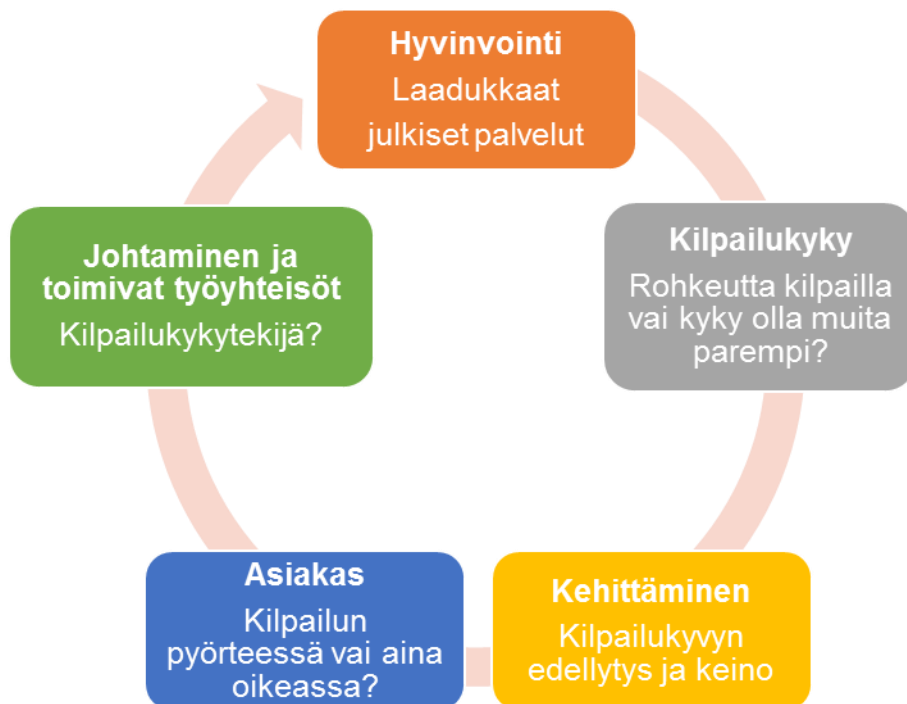 Hyvinvointi
Laadukkaat
julkiset palvelut
Kilpailukyky
Rohkeutta kilpailla
vai kyky olla muita
parempi?
Kehittäminen
Kilpailukyvyn
edellytys ja keino
Asiakas
Kilpailun
pyörteessä vai aina
oikeassa?
Johtaminen ja
toimivat työyhteisöt
Kilpailukykytekijä?